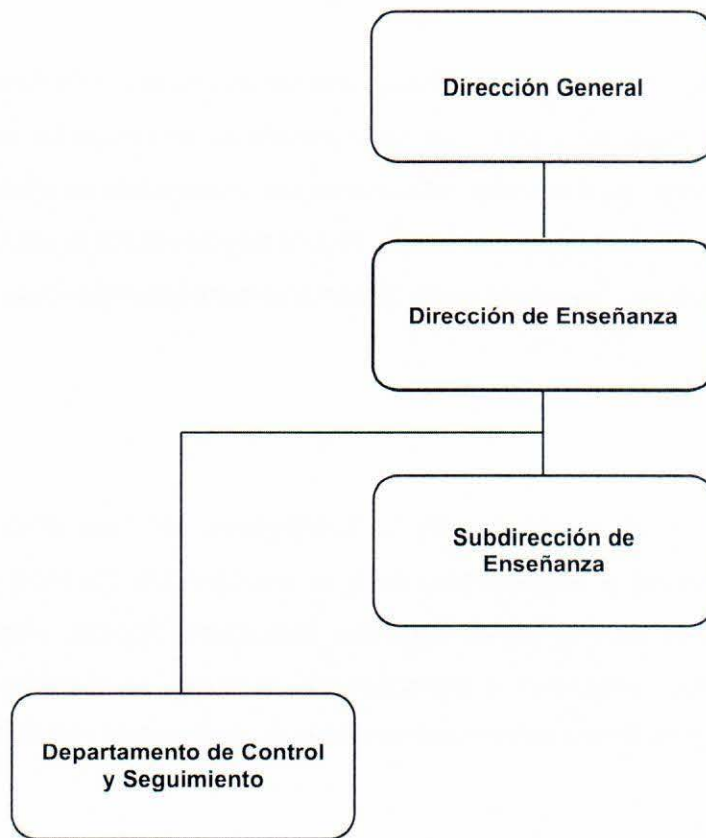 Dirección General
Dirección de Enseñanza
Subdirección de
Enseñanza
Departamento de Control
y Seguimiento